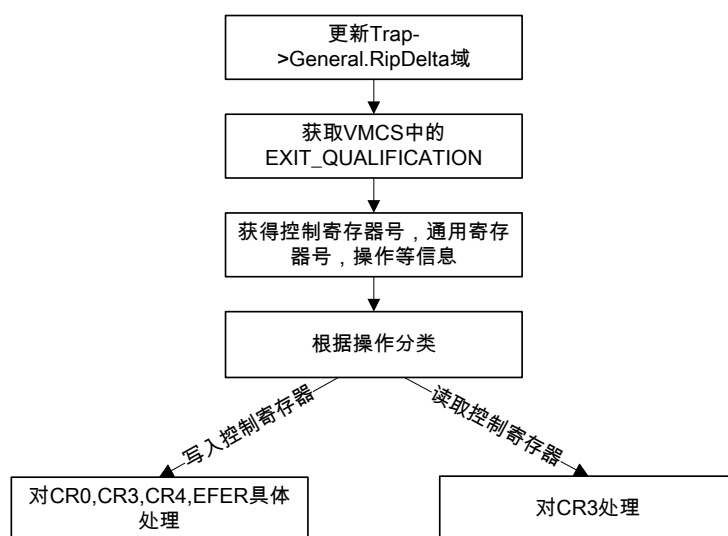 更新Trap-
>General.RipDelta域
获取VMCS中的
EXIT_QUALIFICATION
获得控制寄存器号，通用寄存
器号，操作等信息
根据操作分类
写入控制寄存器
读取控制寄存器
对CR0,CR3,CR4,EFER具体
处理
对CR3处理